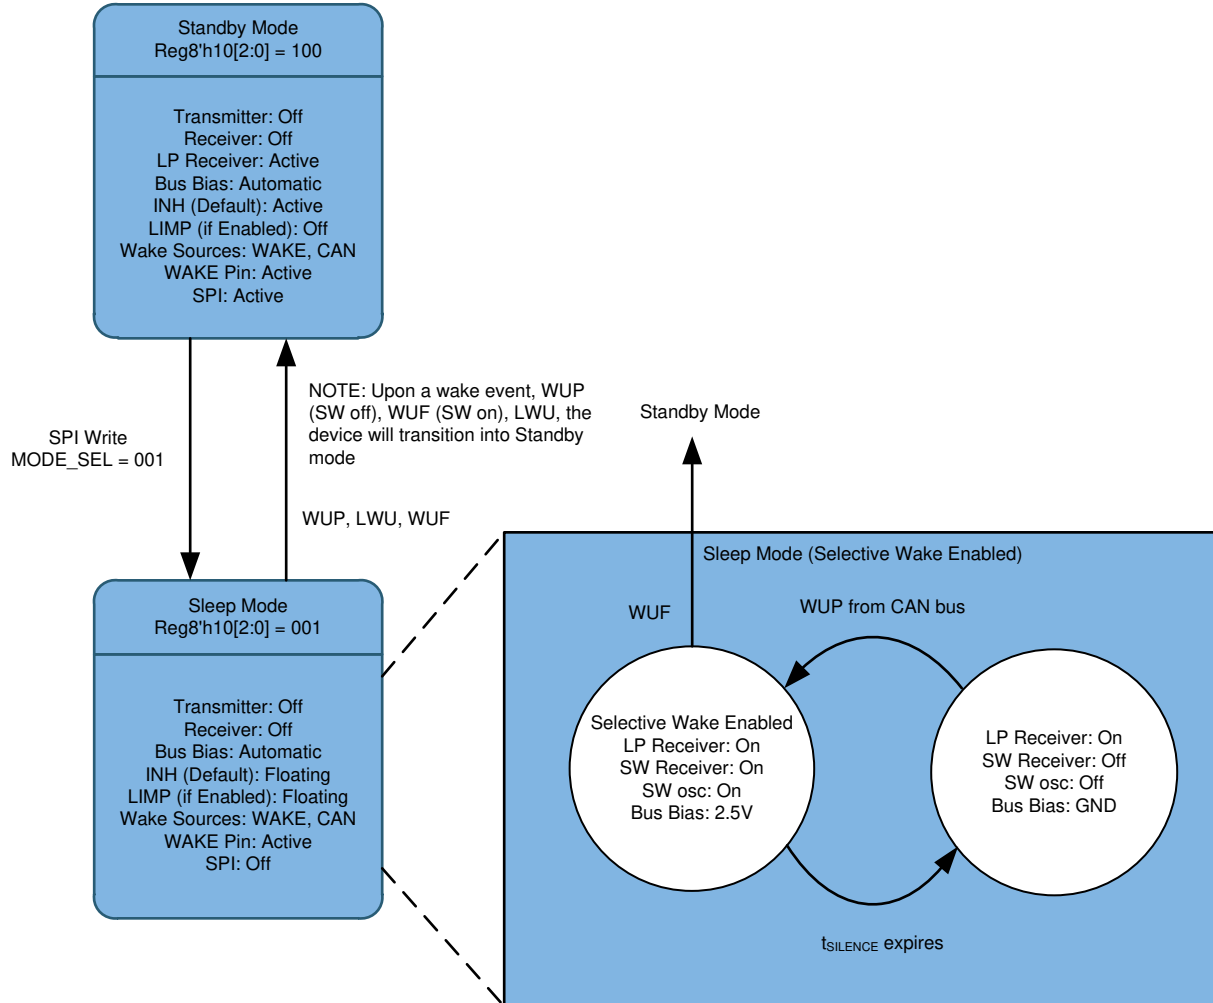 Standby Mode
Reg8'h10[2:0] = 100
Transmitter: Off
Receiver: Off
LP Receiver: Active
Bus Bias: Automatic
INH (Default): Active
LIMP (if Enabled): Off
Wake Sources: WAKE, CAN
WAKE Pin: Active
SPI: Active
SPI Write
MODE_SEL = 001
NOTE: Upon a wake event, WUP
(SW off), WUF (SW on), LWU, the
device will transition into Standby
mode
WUP, LWU, WUF
Sleep Mode
Reg8'h10[2:0] = 001
Transmitter: Off
Receiver: Off
Bus Bias: Automatic
INH (Default): Floating
LIMP (if Enabled): Floating
Wake Sources: WAKE, CAN
WAKE Pin: Active
SPI: Off
Standby Mode
Sleep Mode (Selective Wake Enabled)
WUF
WUP from CAN bus
Selective Wake Enabled
LP Receiver: On
SW Receiver: On
SW osc: On
Bus Bias: 2.5V
LP Receiver: On
SW Receiver: Off
SW osc: Off
Bus Bias: GND
tSILENCE expires